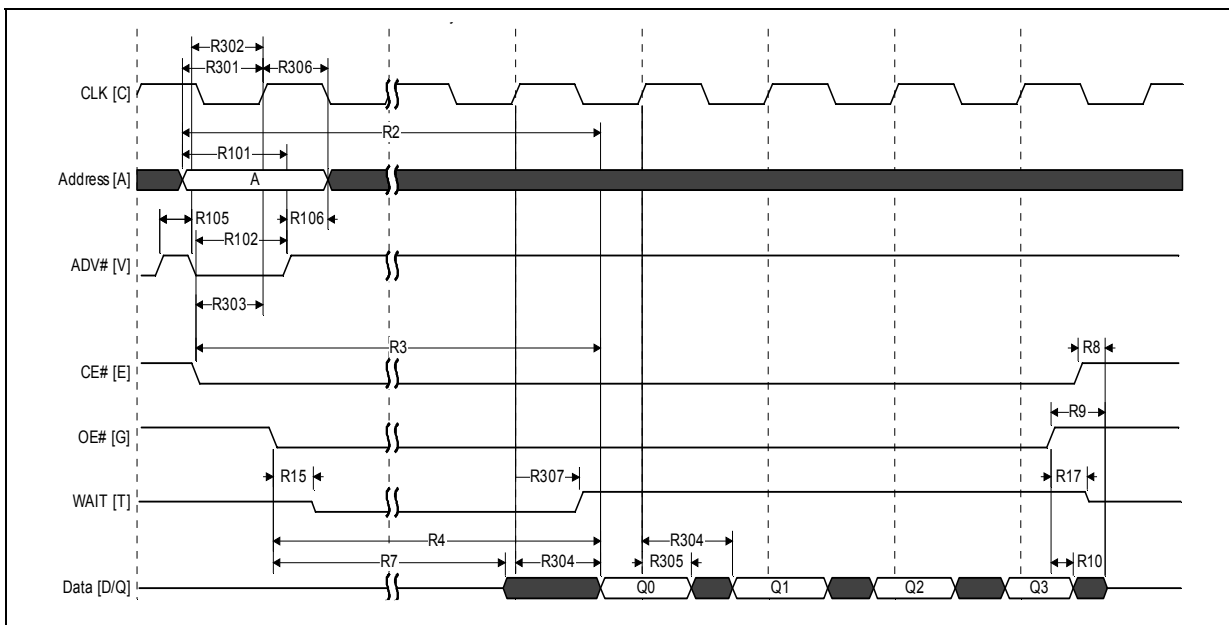 R302
R301 R306
CLK [C]
R2
R101
Address [A] A
R105 R106
R102
ADV# [V]
R303
R3 R8
CE# [E]
R9
OE# [G]
R15 R307 R17
WAIT [T]
R4 R304
R7 R304 R305 R10
Data [D/Q] Q0 Q1 Q2 Q3